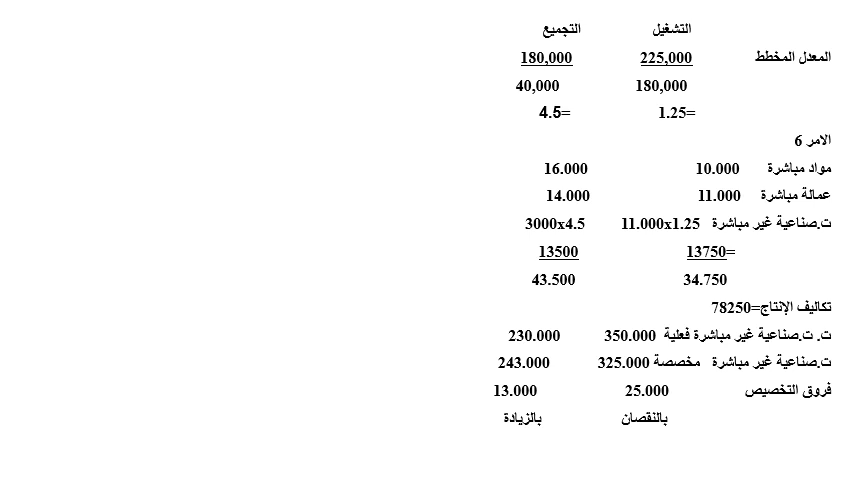 التشغيل التجميع
المعدل المخطط 225,000 180,000
180,000 40,000
=1.25 =4.5
الامر 6
مواد مباشرة 10.000 16.000
عمالة مباشرة 11.000 14.000
ت.صناعية غير مباشرة 11.000x1.25 3000x4.5
=13750 13500
34.750 43.500
تكاليف الإنتاج=78250
ت. ت.صناعية غير مباشرة فعلية 350.000 230.000
ت.صناعية غير مباشرة مخصصة 325.000 243.000
فروق التخصيص 25.000 13.000
بالنقصان بالزيادة